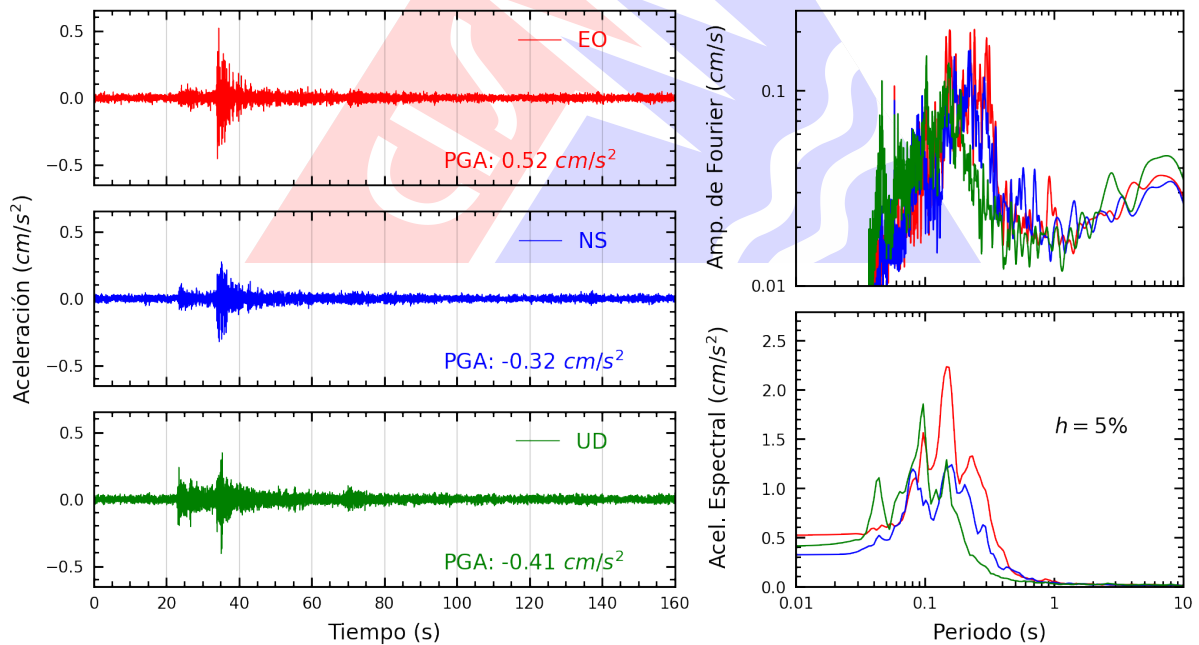 Aceleración (cm/s²)
0.5
0.0
−0.5
EO
PGA: 0.52 cm/s²
0.5
0.0
−0.5
NS
PGA: -0.32 cm/s²
0.5
0.0
−0.5
UD
PGA: -0.41 cm/s²
0 20 40 60 80 100 120 140 160
Tiempo (s)
Amp. de Fourier (cm/s)
0.1
0.01
Acel. Espectral (cm/s²)
2.5
2.0
1.5
1.0
0.5
0.0
h = 5%
0.01 0.1 1 10
Periodo (s)